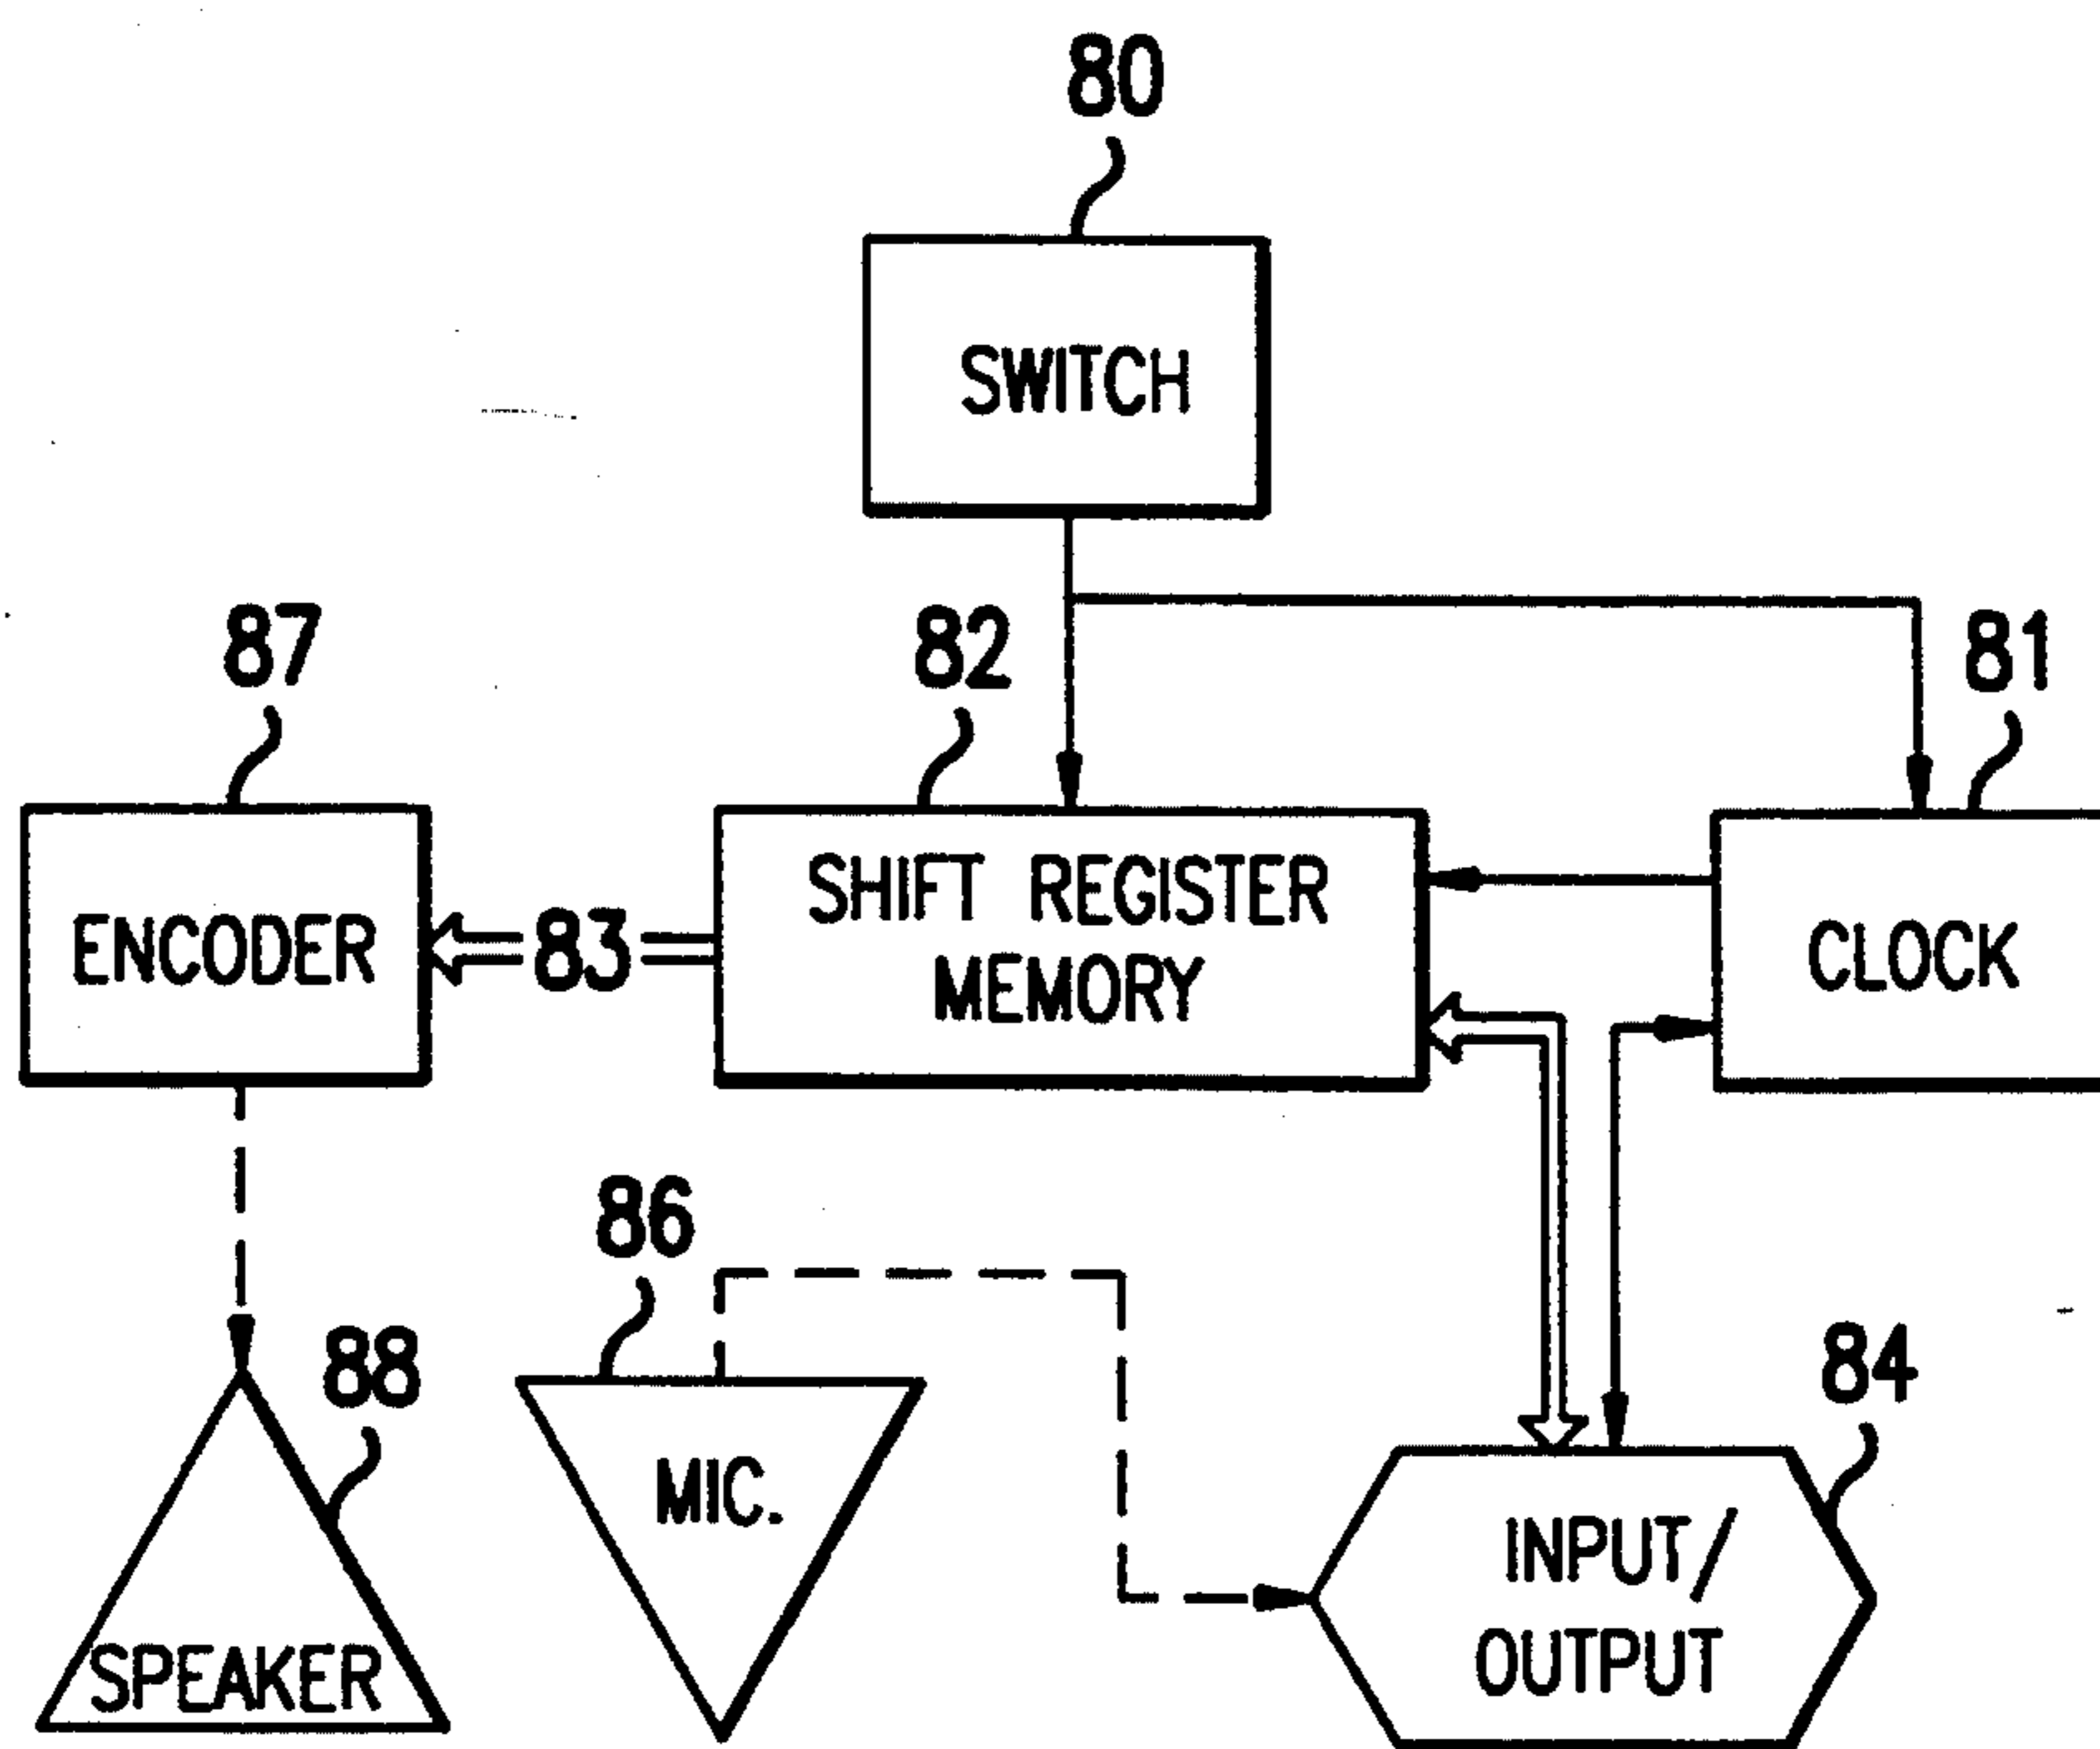 80
SWITCH
87
82
81
ENCODER
83
SHIFT REGISTER
MEMORY
CLOCK
86
88
84
MIC.
SPEAKER
INPUT/
OUTPUT